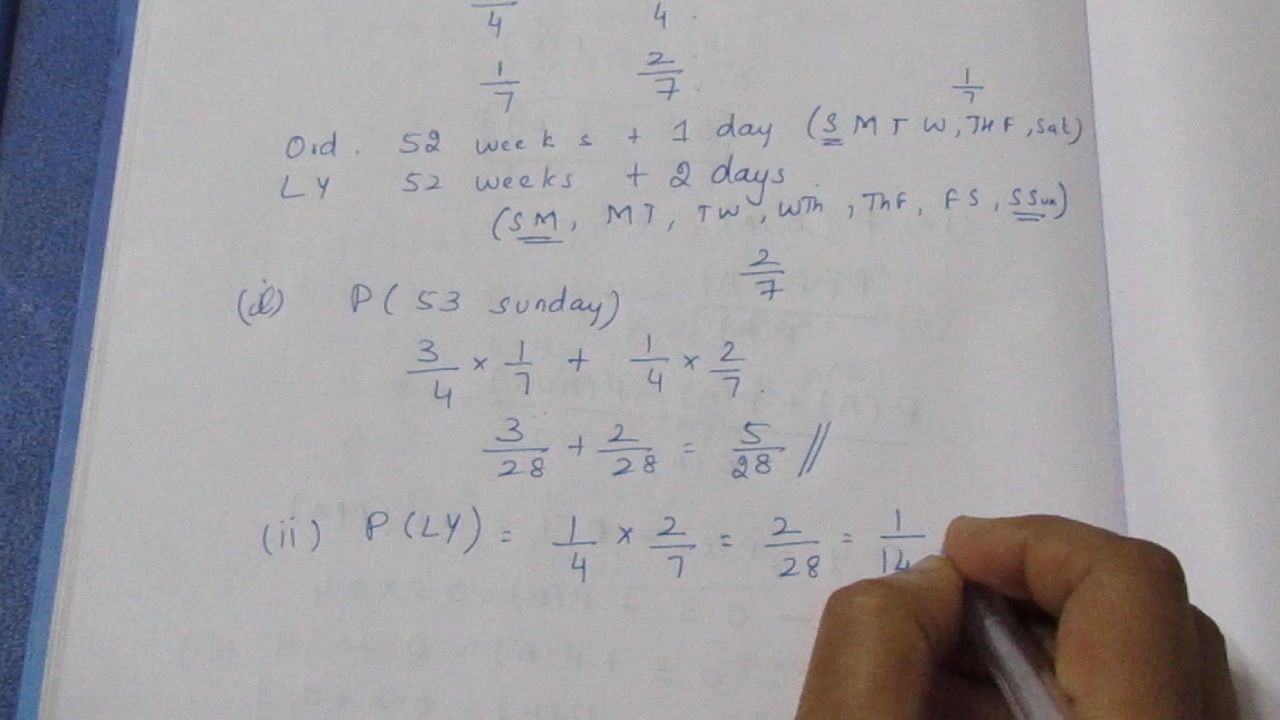 4 4
1/7 2/7 1/7
Ord. 52 weeks + 1 day (S M T W, TH F, Sat)
LY 52 weeks + 2 days
(SM, MT, TW, WTh, ThF, FS, SSun)
2/7
(i) P(53 sunday)
3/4 × 1/7 + 1/4 × 2/7.
3/28 + 2/28 = 5/28 //
(ii) P(LY) = 1/4 × 2/7 = 2/28 = 1/14